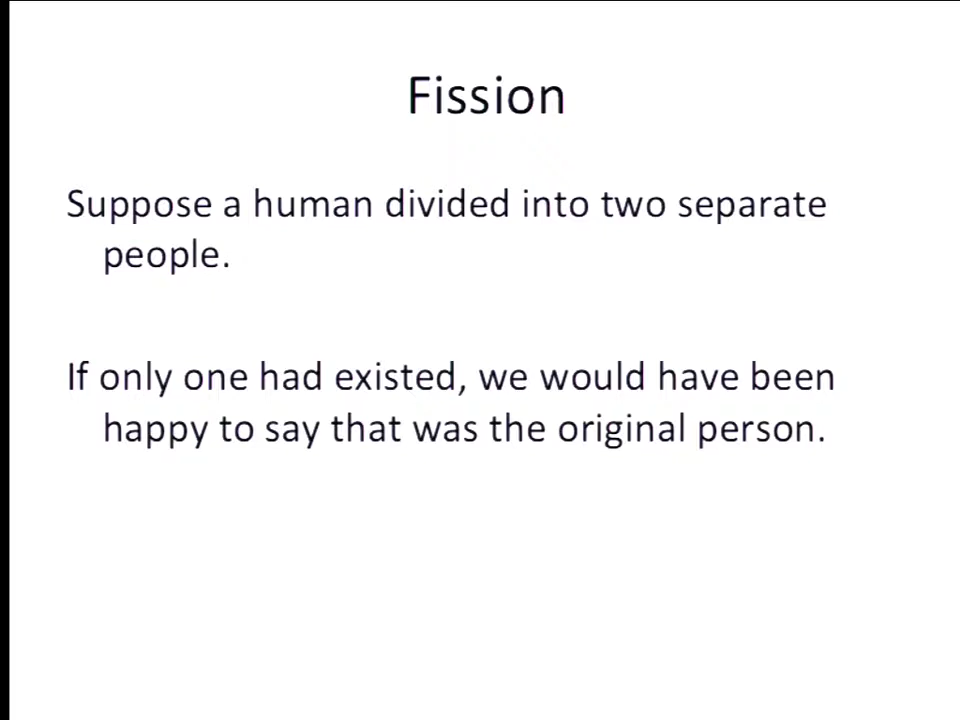 Fission
Suppose a human divided into two separate
people.
If only one had existed, we would have been
happy to say that was the original person.